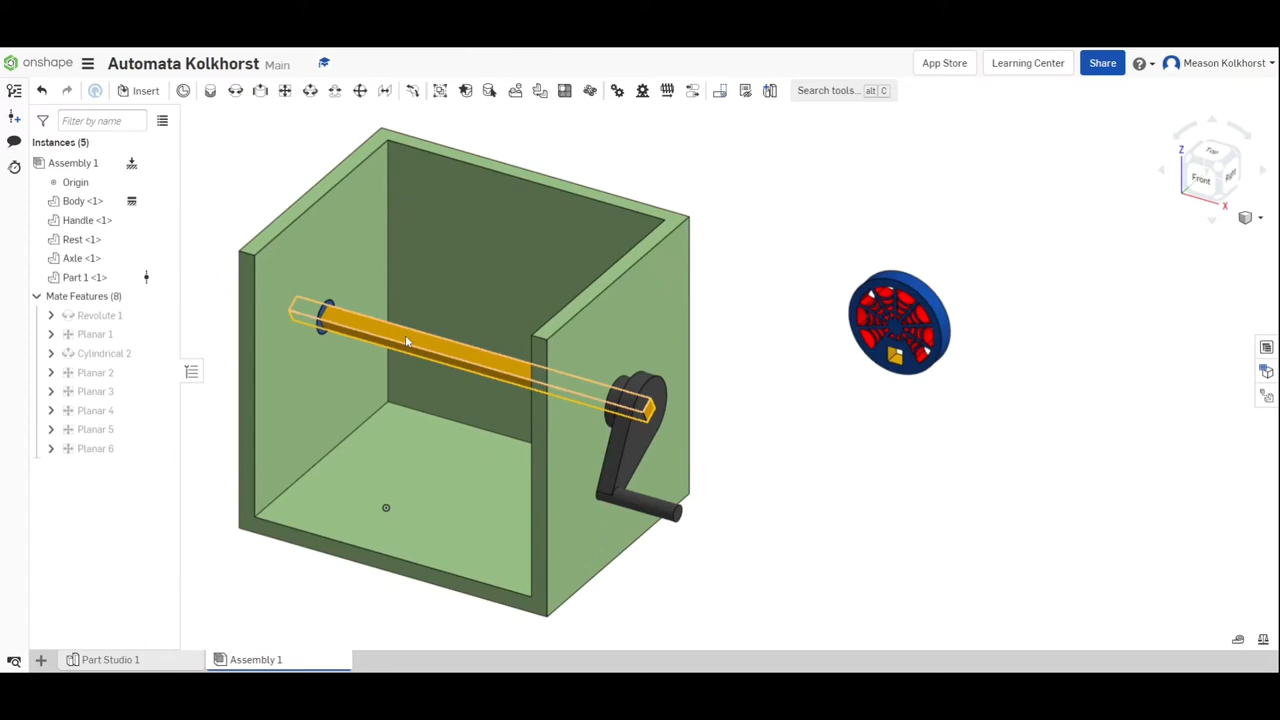 onshape Automata Kolkhorst Main App Store Learning Center Share Meason Kolkhorst
Insert Search tools... alt C
Filter by name
Instances (5)
Assembly 1
Origin
Body <1>
Handle <1>
Rest <1>
Axle <1>
Part 1 <1>
Mate Features (8)
Revolute 1
Planar 1
Cylindrical 2
Planar 2
Planar 3
Planar 4
Planar 5
Planar 6
Z
Top
Front
Right
X
Part Studio 1 Assembly 1